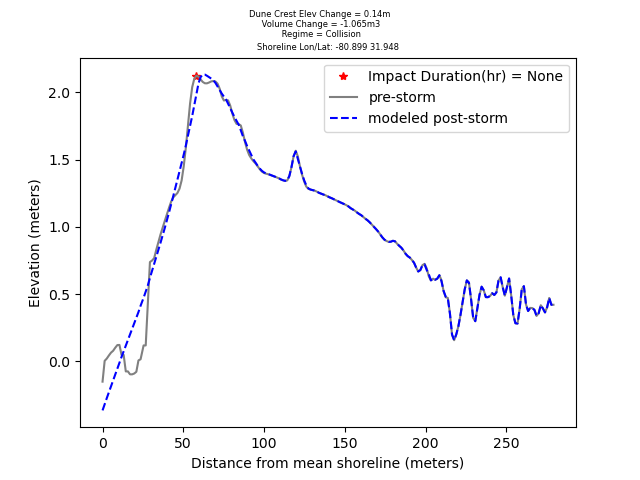 Dune Crest Elev Change = 0.14m
Volume Change = -1.065m3
Regime = Collision
Shoreline Lon/Lat: -80.899 31.948
Impact Duration(hr) = None
pre-storm
modeled post-storm
Elevation (meters)
2.0
1.5
1.0
0.5
0.0
0 50 100 150 200 250
Distance from mean shoreline (meters)